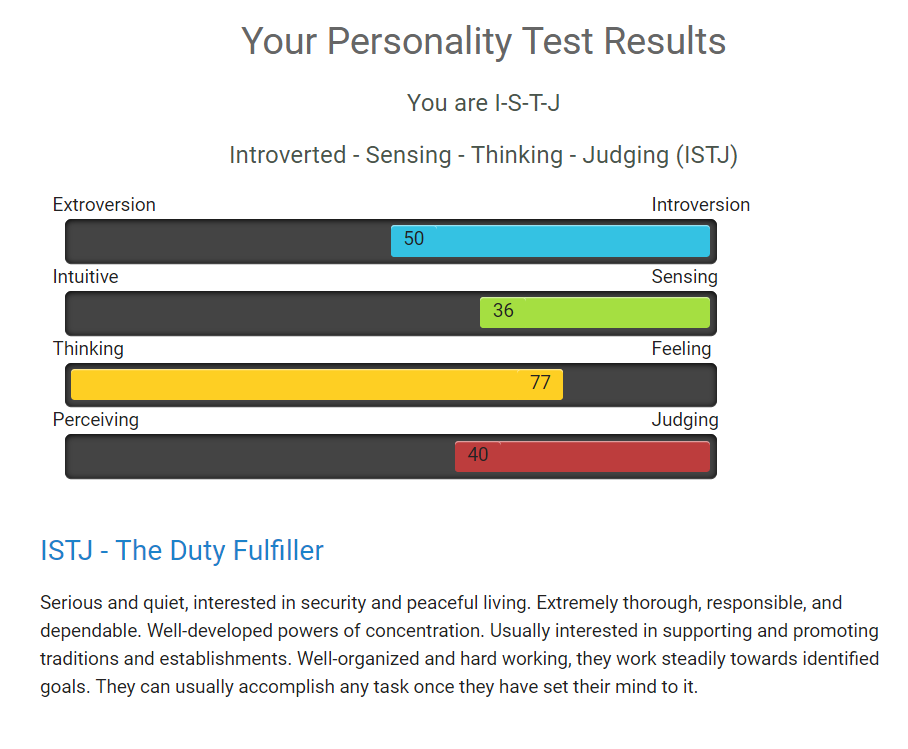 Your Personality Test Results
You are I-S-T-J
Introverted - Sensing - Thinking - Judging (ISTJ)
Extroversion Introversion
50
Intuitive Sensing
36
Thinking Feeling
77
Perceiving Judging
40
ISTJ - The Duty Fulfiller
Serious and quiet, interested in security and peaceful living. Extremely thorough, responsible, and
dependable. Well-developed powers of concentration. Usually interested in supporting and promoting
traditions and establishments. Well-organized and hard working, they work steadily towards identified
goals. They can usually accomplish any task once they have set their mind to it.